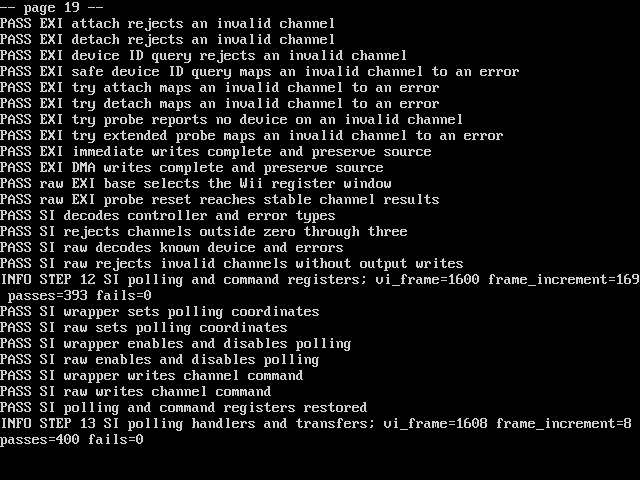 -- page 19 --
PASS EXI attach rejects an invalid channel
PASS EXI detach rejects an invalid channel
PASS EXI device ID query rejects an invalid channel
PASS EXI safe device ID query maps an invalid channel to an error
PASS EXI try attach maps an invalid channel to an error
PASS EXI try detach maps an invalid channel to an error
PASS EXI try probe reports no device on an invalid channel
PASS EXI try extended probe maps an invalid channel to an error
PASS EXI immediate writes complete and preserve source
PASS EXI DMA writes complete and preserve source
PASS raw EXI base selects the Wii register window
PASS raw EXI probe reset reaches stable channel results
PASS SI decodes controller and error types
PASS SI rejects channels outside zero through three
PASS SI raw decodes known device and errors
PASS SI raw rejects invalid channels without output writes
INFO STEP 12 SI polling and command registers; vi_frame=1600 frame_increment=169
 passes=393 fails=0
PASS SI wrapper sets polling coordinates
PASS SI raw sets polling coordinates
PASS SI wrapper enables and disables polling
PASS SI raw enables and disables polling
PASS SI wrapper writes channel command
PASS SI raw writes channel command
PASS SI polling and command registers restored
INFO STEP 13 SI polling handlers and transfers; vi_frame=1608 frame_increment=8
passes=400 fails=0